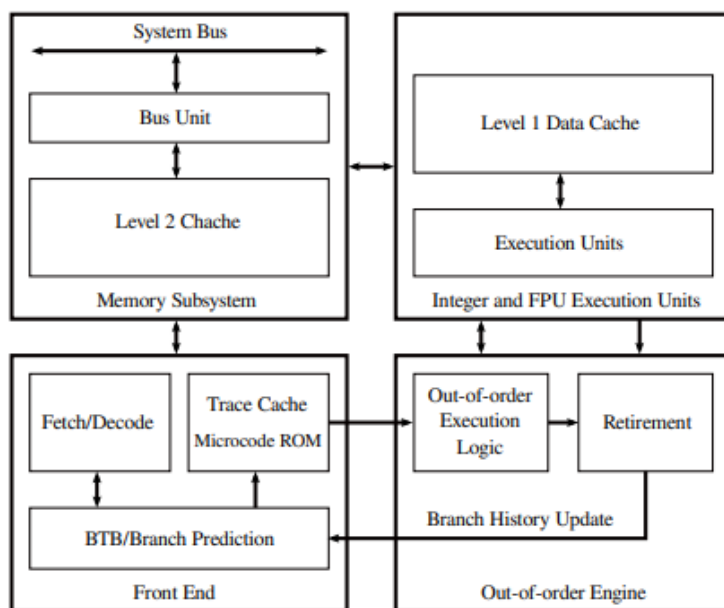 System Bus
Bus Unit
Level 2 Chache
Memory Subsystem
Level 1 Data Cache
Execution Units
Integer and FPU Execution Units
Fetch/Decode
Trace Cache
Microcode ROM
BTB/Branch Prediction
Front End
Out-of-order
Execution
Logic
Retirement
Branch History Update
Out-of-order Engine